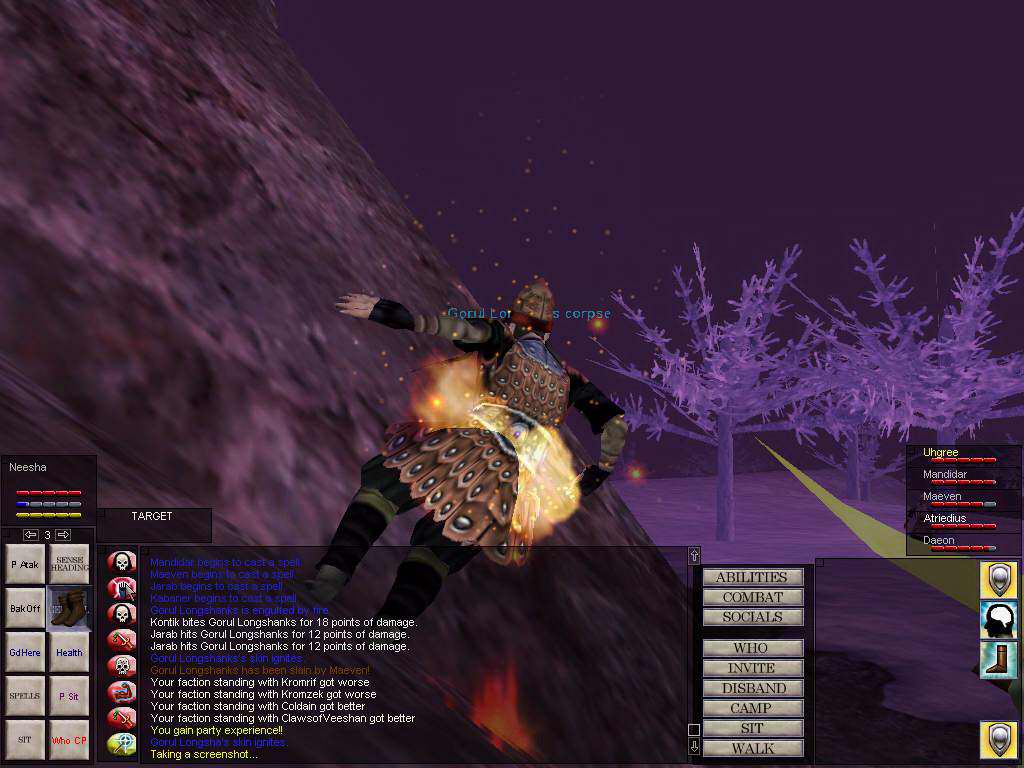 Gorul Lon s corpse
Neesha
TARGET
3
P Atak
SENSE HEADING
BakOff
GdHere
Health
SPELLS
P Sit
SIT
Who CP
Mandidar begins to cast a spell.
Maeven begins to cast a spell.
Jarab begins to cast a spell.
Kabaner begins to cast a spell.
Gorul Longshanks is engulfed by fire.
Kontik bites Gorul Longshanks for 18 points of damage.
Jarab hits Gorul Longshanks for 12 points of damage.
Jarab hits Gorul Longshanks for 12 points of damage.
Gorul Longshanks's skin ignites.
Gorul Longshanks has been slain by Maeven!
Your faction standing with Kromrif got worse
Your faction standing with Kromzek got worse
Your faction standing with Coldain got better
Your faction standing with ClawsofVeeshan got better
You gain party experience!!
Gorul Longsha's skin ignites.
Taking a screenshot...
ABILITIES
COMBAT
SOCIALS
WHO
INVITE
DISBAND
CAMP
SIT
WALK
Uhgree
Mandidar
Maeven
Atriedius
Daeon